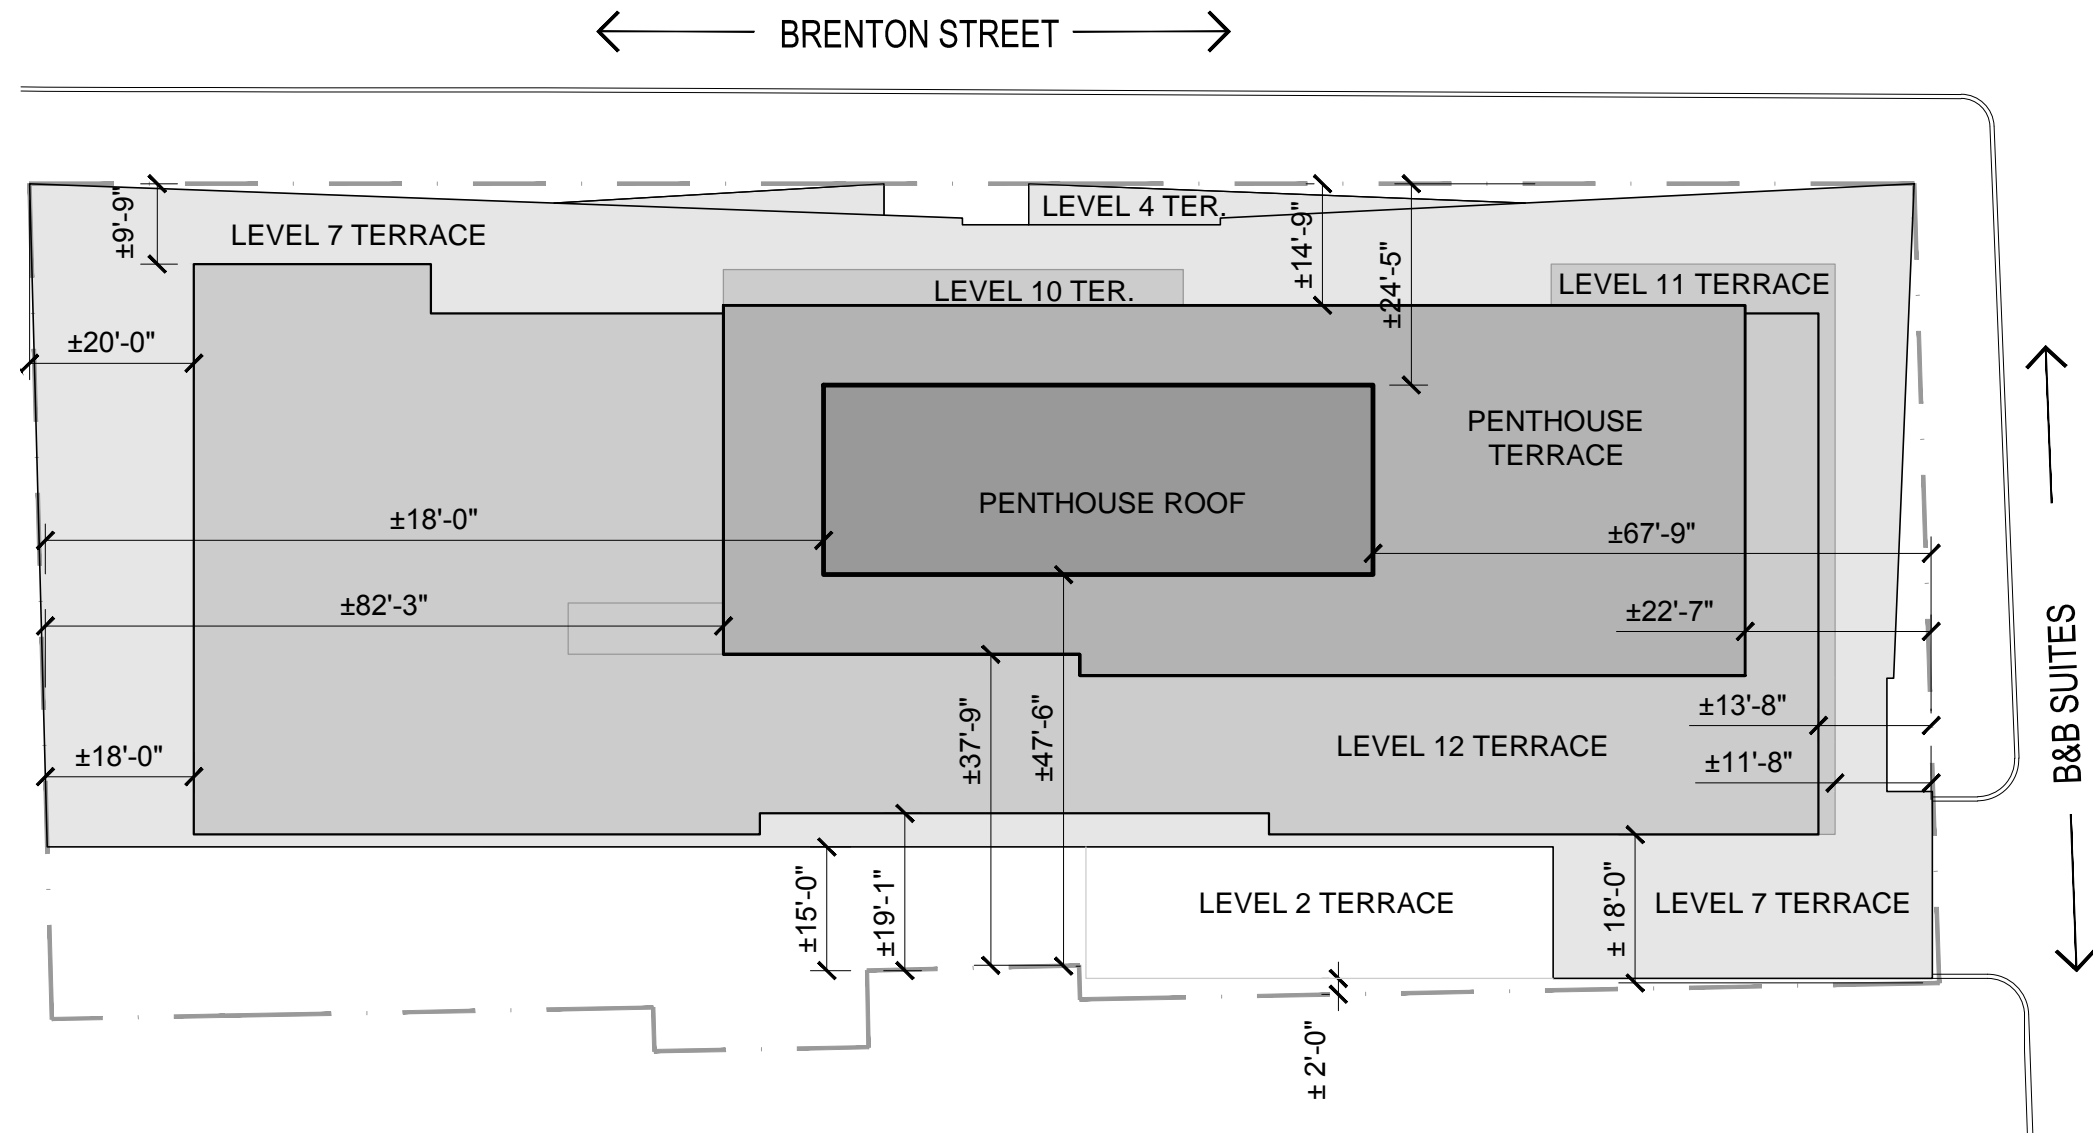 BRENTON STREET
±9'-9"
LEVEL 7 TERRACE
LEVEL 4 TER.
±14'-9"
±24'-5"
LEVEL 10 TER.
LEVEL 11 TERRACE
±20'-0"
PENTHOUSE
TERRACE
PENTHOUSE ROOF
±18'-0"
±67'-9"
±82'-3"
±22'-7"
B&B SUITES
±37'-9"
±47'-6"
±13'-8"
±18'-0"
LEVEL 12 TERRACE
±11'-8"
±15'-0"
±19'-1"
LEVEL 2 TERRACE
± 18'-0"
LEVEL 7 TERRACE
± 2'-0"